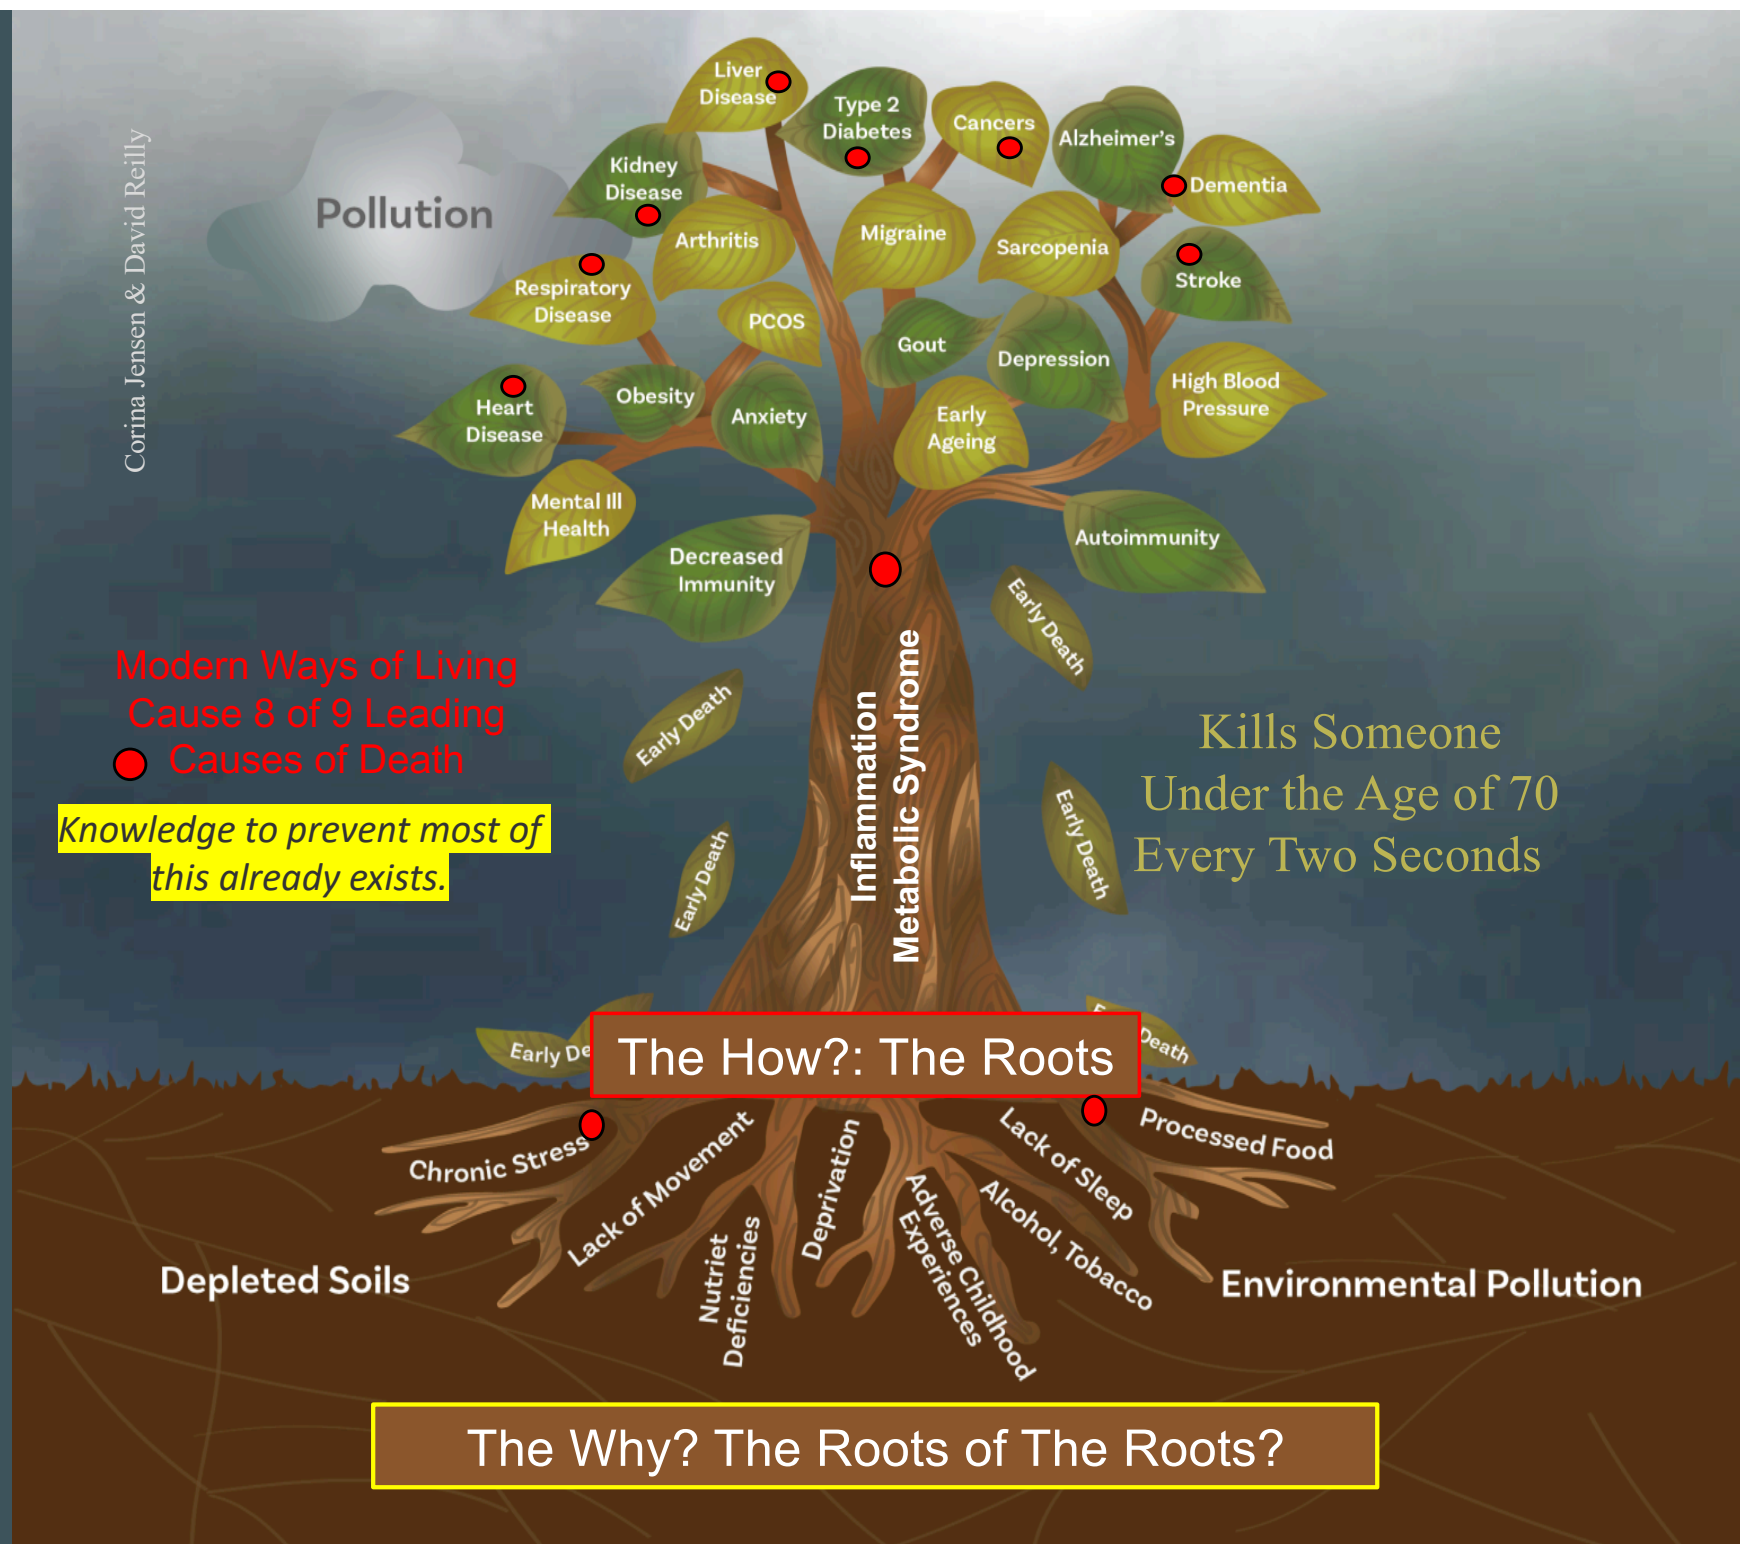 Corina Jensen & David Reilly
Pollution
Liver
Disease
Type 2
Diabetes
Cancers
Alzheimer's
Dementia
Kidney
Disease
Arthritis
Migraine
Sarcopenia
Stroke
Respiratory
Disease
PCOS
Gout
Depression
High Blood
Pressure
Heart
Disease
Obesity
Anxiety
Early
Ageing
Mental Ill
Health
Decreased
Immunity
Autoimmunity
Early Death
Early Death
Early Death
Early Death
Inflammation
Metabolic Syndrome
Modern Ways of Living
Cause 8 of 9 Leading
Causes of Death
Knowledge to prevent most of
this already exists.
Kills Someone
Under the Age of 70
Every Two Seconds
Early De
Death
The How?: The Roots
Chronic Stress
Lack of Movement
Nutriet
Deficiencies
Deprivation
Adverse Childhood
Experiences
Alcohol, Tobacco
Lack of Sleep
Processed Food
Depleted Soils
Environmental Pollution
The Why? The Roots of The Roots?